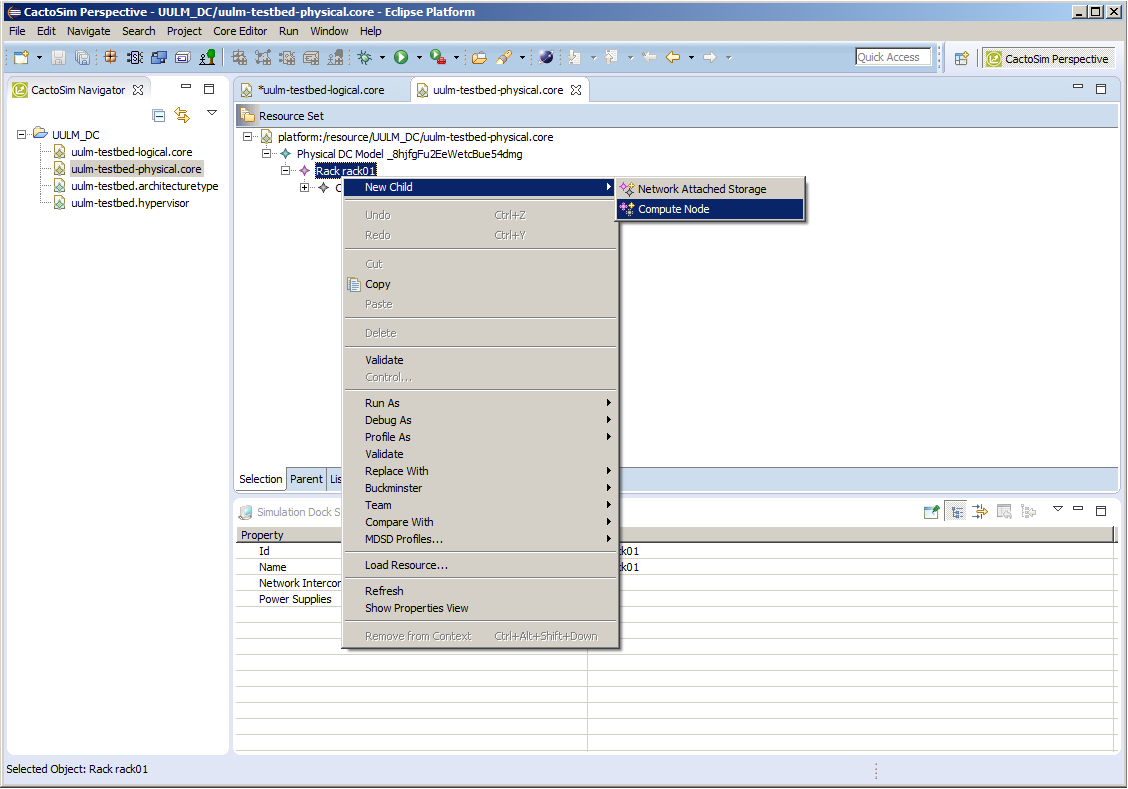 CactoSim Perspective - UULM_DC/uulm-testbed-physical.core - Eclipse Platform
File Edit Navigate Search Project Core Editor Run Window Help
Quick Access
CactoSim Perspective
CactoSim Navigator
*uulm-testbed-logical.core
uulm-testbed-physical.core
Resource Set
UULM_DC
uulm-testbed-logical.core
uulm-testbed-physical.core
uulm-testbed.architecturetype
uulm-testbed.hypervisor
platform:/resource/UULM_DC/uulm-testbed-physical.core
Physical DC Model _8hjfgFu2EeWetcBue54dmg
Rack rack01
New Child
Network Attached Storage
Compute Node
Undo Ctrl+Z
Redo Ctrl+Y
Cut
Copy
Paste
Delete
Validate
Control...
Run As
Debug As
Profile As
Validate
Replace With
Buckminster
Team
Compare With
MDSD Profiles...
Load Resource...
Refresh
Show Properties View
Remove from Context Ctrl+Alt+Shift+Down
Selection Parent Lis
Simulation Dock S
Property
Id
Name
Network Intercon
Power Supplies
ck01
ck01
Selected Object: Rack rack01